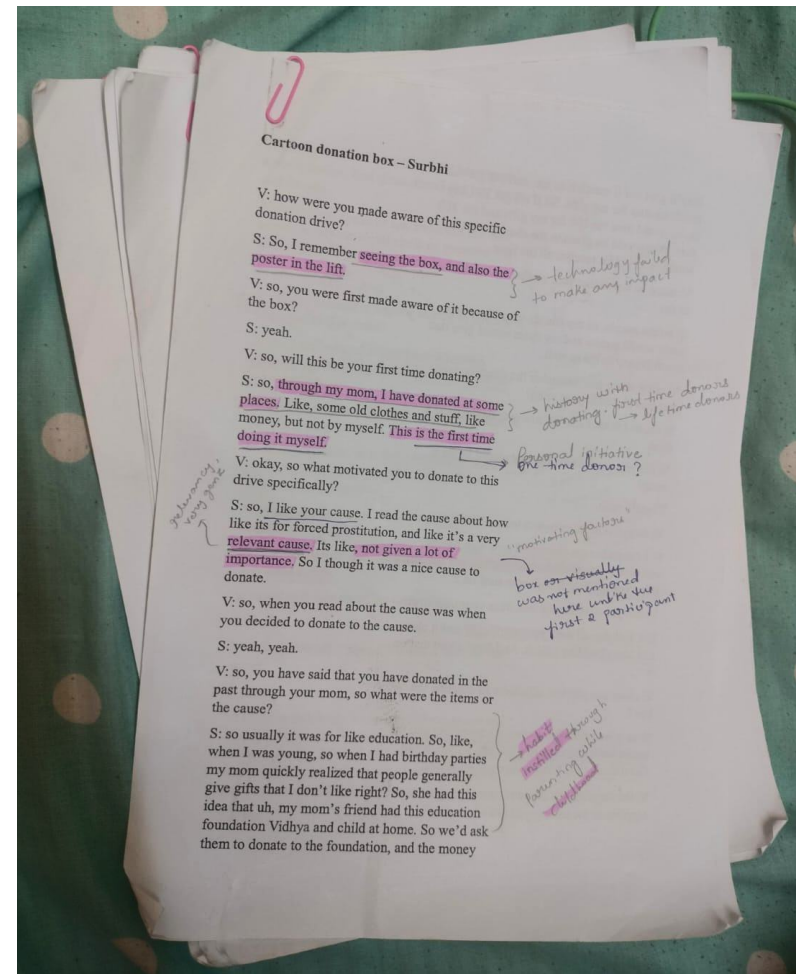 Cartoon donation box – Surbhi
V: how were you made aware of this specific
donation drive?
S: So, I remember seeing the box, and also the
poster in the lift.
→ technology failed
to make any impact
V: so, you were first made aware of it because of
the box?
S: yeah.
V: so, will this be your first time donating?
S: so, through my mom, I have donated at some
places. Like, some old clothes and stuff, like
money, but not by myself. This is the first time
doing it myself.
→ history with
donating. first time donors
→ life time donors
Personal initiative
one time donor ?
V: okay, so what motivated you to donate to this
drive specifically?
S: so, I like your cause. I read the cause about how
like its for forced prostitution, and like it's a very
relevant cause. Its like, not given a lot of
importance. So I though it was a nice cause to
donate.
relevancy,
"motivating factors"
box or visually
was not mentioned
here unlike the
first 2 participant
V: so, when you read about the cause was when
you decided to donate to the cause.
S: yeah, yeah.
V: so, you have said that you have donated in the
past through your mom, so what were the items or
the cause?
S: so usually it was for like education. So, like,
when I was young, so when I had birthday parties
my mom quickly realized that people generally
give gifts that I don't like right? So, she had this
idea that uh, my mom's friend had this education
foundation Vidhya and child at home. So we'd ask
them to donate to the foundation, and the money
→ habit
instilled through
parenting while
childhood